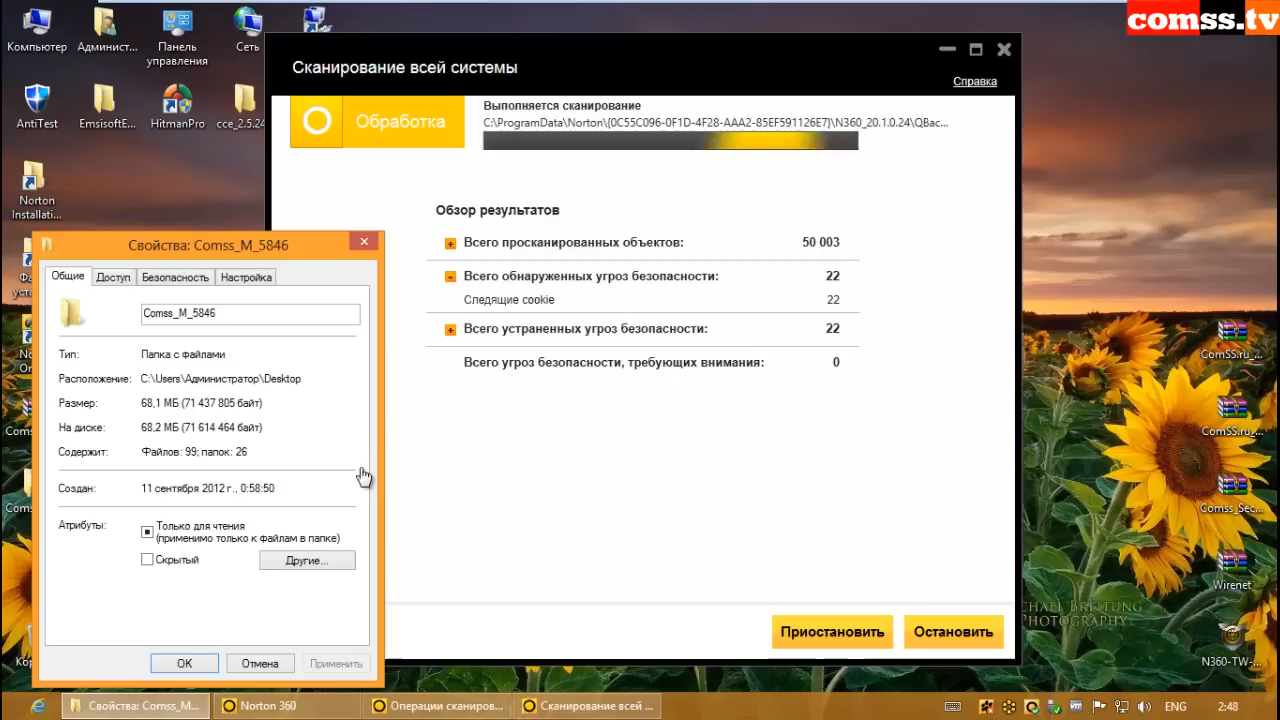 comss.tv
Компьютер
Админист...
Панель
управления
Сеть
AntiTest
EmsisoftE...
HitmanPro
cce_2.5.24
Norton
Installati...
Сканирование всей системы
Справка
Обработка
Выполняется сканирование
C:\ProgramData\Norton\{0C55C096-0F1D-4F28-AAA2-85EF591126E7}\N360_20.1.0.24\QBac...
Обзор результатов
Всего просканированных объектов: 50 003
Всего обнаруженных угроз безопасности: 22
Следящие cookie 22
Всего устраненных угроз безопасности: 22
Всего угроз безопасности, требующих внимания: 0
Приостановить
Остановить
Свойства: Comss_M_5846
Общие
Доступ
Безопасность
Настройка
Comss_M_5846
Тип: Папка с файлами
Расположение: C:\Users\Администратор\Desktop
Размер: 68,1 МБ (71 437 805 байт)
На диске: 68,2 МБ (71 614 464 байт)
Содержит: Файлов: 99; папок: 26
Создан: 11 сентября 2012 г., 0:58:50
Атрибуты: Только для чтения
(применимо только к файлам в папке)
Скрытый
Другие...
OK
Отмена
Применить
ComSS.ru_...
ComSS.ru_...
Comss_Sec...
Wirenet
N360-TW-...
CHAEL BREITUNG
PHOTOGRAPHY
Свойства: Comss_M...
Norton 360
Операции сканиров...
Сканирование всей ...
ENG
2:48